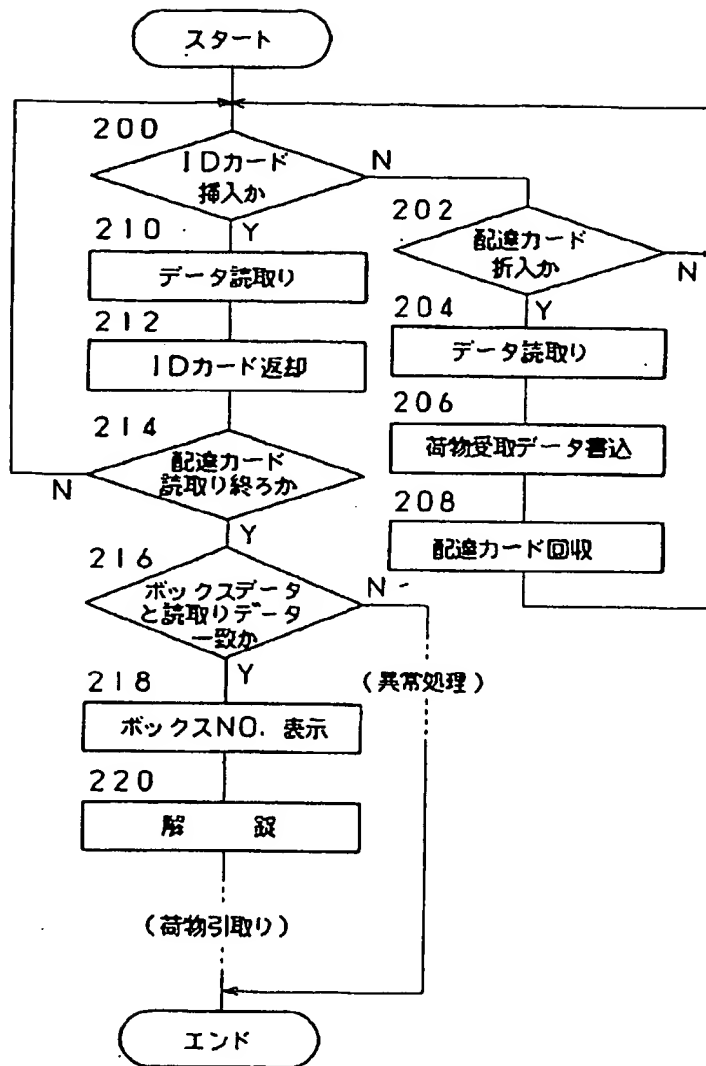 スタート
200
IDカード
挿入か
N
Y
202
配達カード
折入か
N
Y
210
データ読取り
204
データ読取り
212
IDカード返却
206
荷物受取データ書込
214
配達カード
読取り終ろか
N
Y
208
配達カード回収
216
ボックスデータ
と読取りデータ
一致か
N
Y
(異常処理)
218
ボックスNO. 表示
220
解 錠
(荷物引取り)
エンド